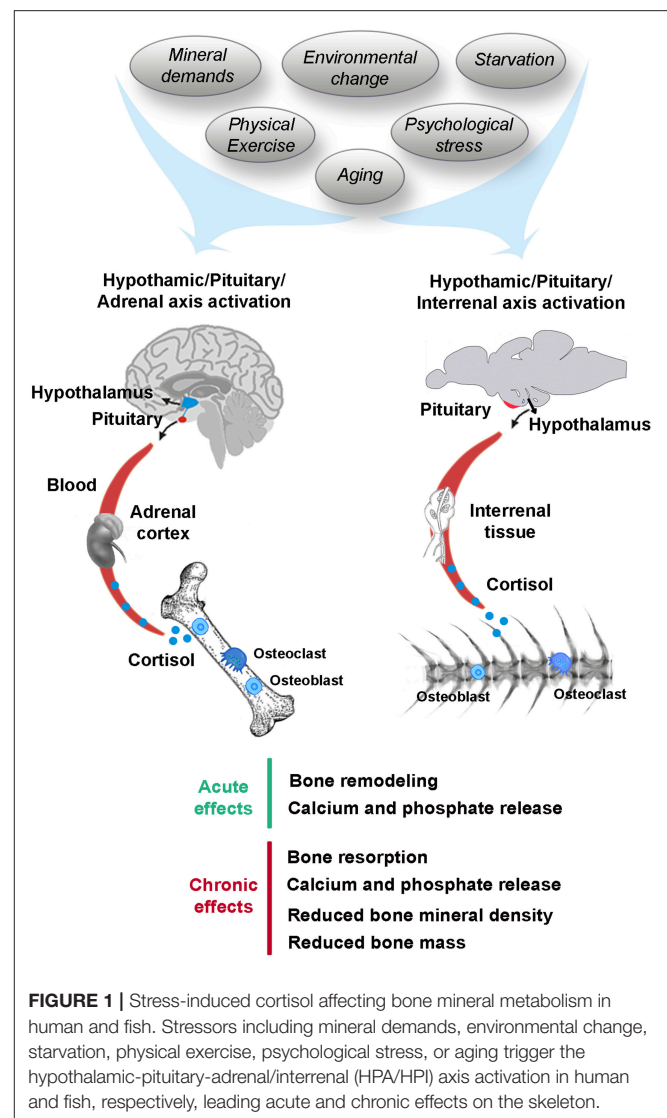 Mineral
demands
Environmental
change
Starvation
Physical
Exercise
Psychological
stress
Aging
Hypothamic/Pituitary/
Adrenal axis activation
Hypothamic/Pituitary/
Interrenal axis activation
Hypothalamus
Pituitary
Blood
Adrenal
cortex
Cortisol
Osteoclast
Osteoblast
Pituitary
Hypothalamus
Interrenal
tissue
Cortisol
Osteoblast
Osteoclast
Acute
effects
Bone remodeling
Calcium and phosphate release
Chronic
effects
Bone resorption
Calcium and phosphate release
Reduced bone mineral density
Reduced bone mass
FIGURE 1 | Stress-induced cortisol affecting bone mineral metabolism in
human and fish. Stressors including mineral demands, environmental change,
starvation, physical exercise, psychological stress, or aging trigger the
hypothalamic-pituitary-adrenal/interrenal (HPA/HPI) axis activation in human
and fish, respectively, leading acute and chronic effects on the skeleton.